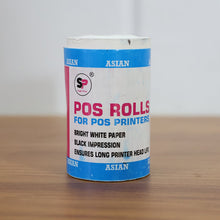 ASIAN
SP®
POS ROLLS
FOR POS PRINTERS
BRIGHT WHITE PAPER
BLACK IMPRESSION
ENSURES LONG PRINTER HEAD LIFE
ASIAN